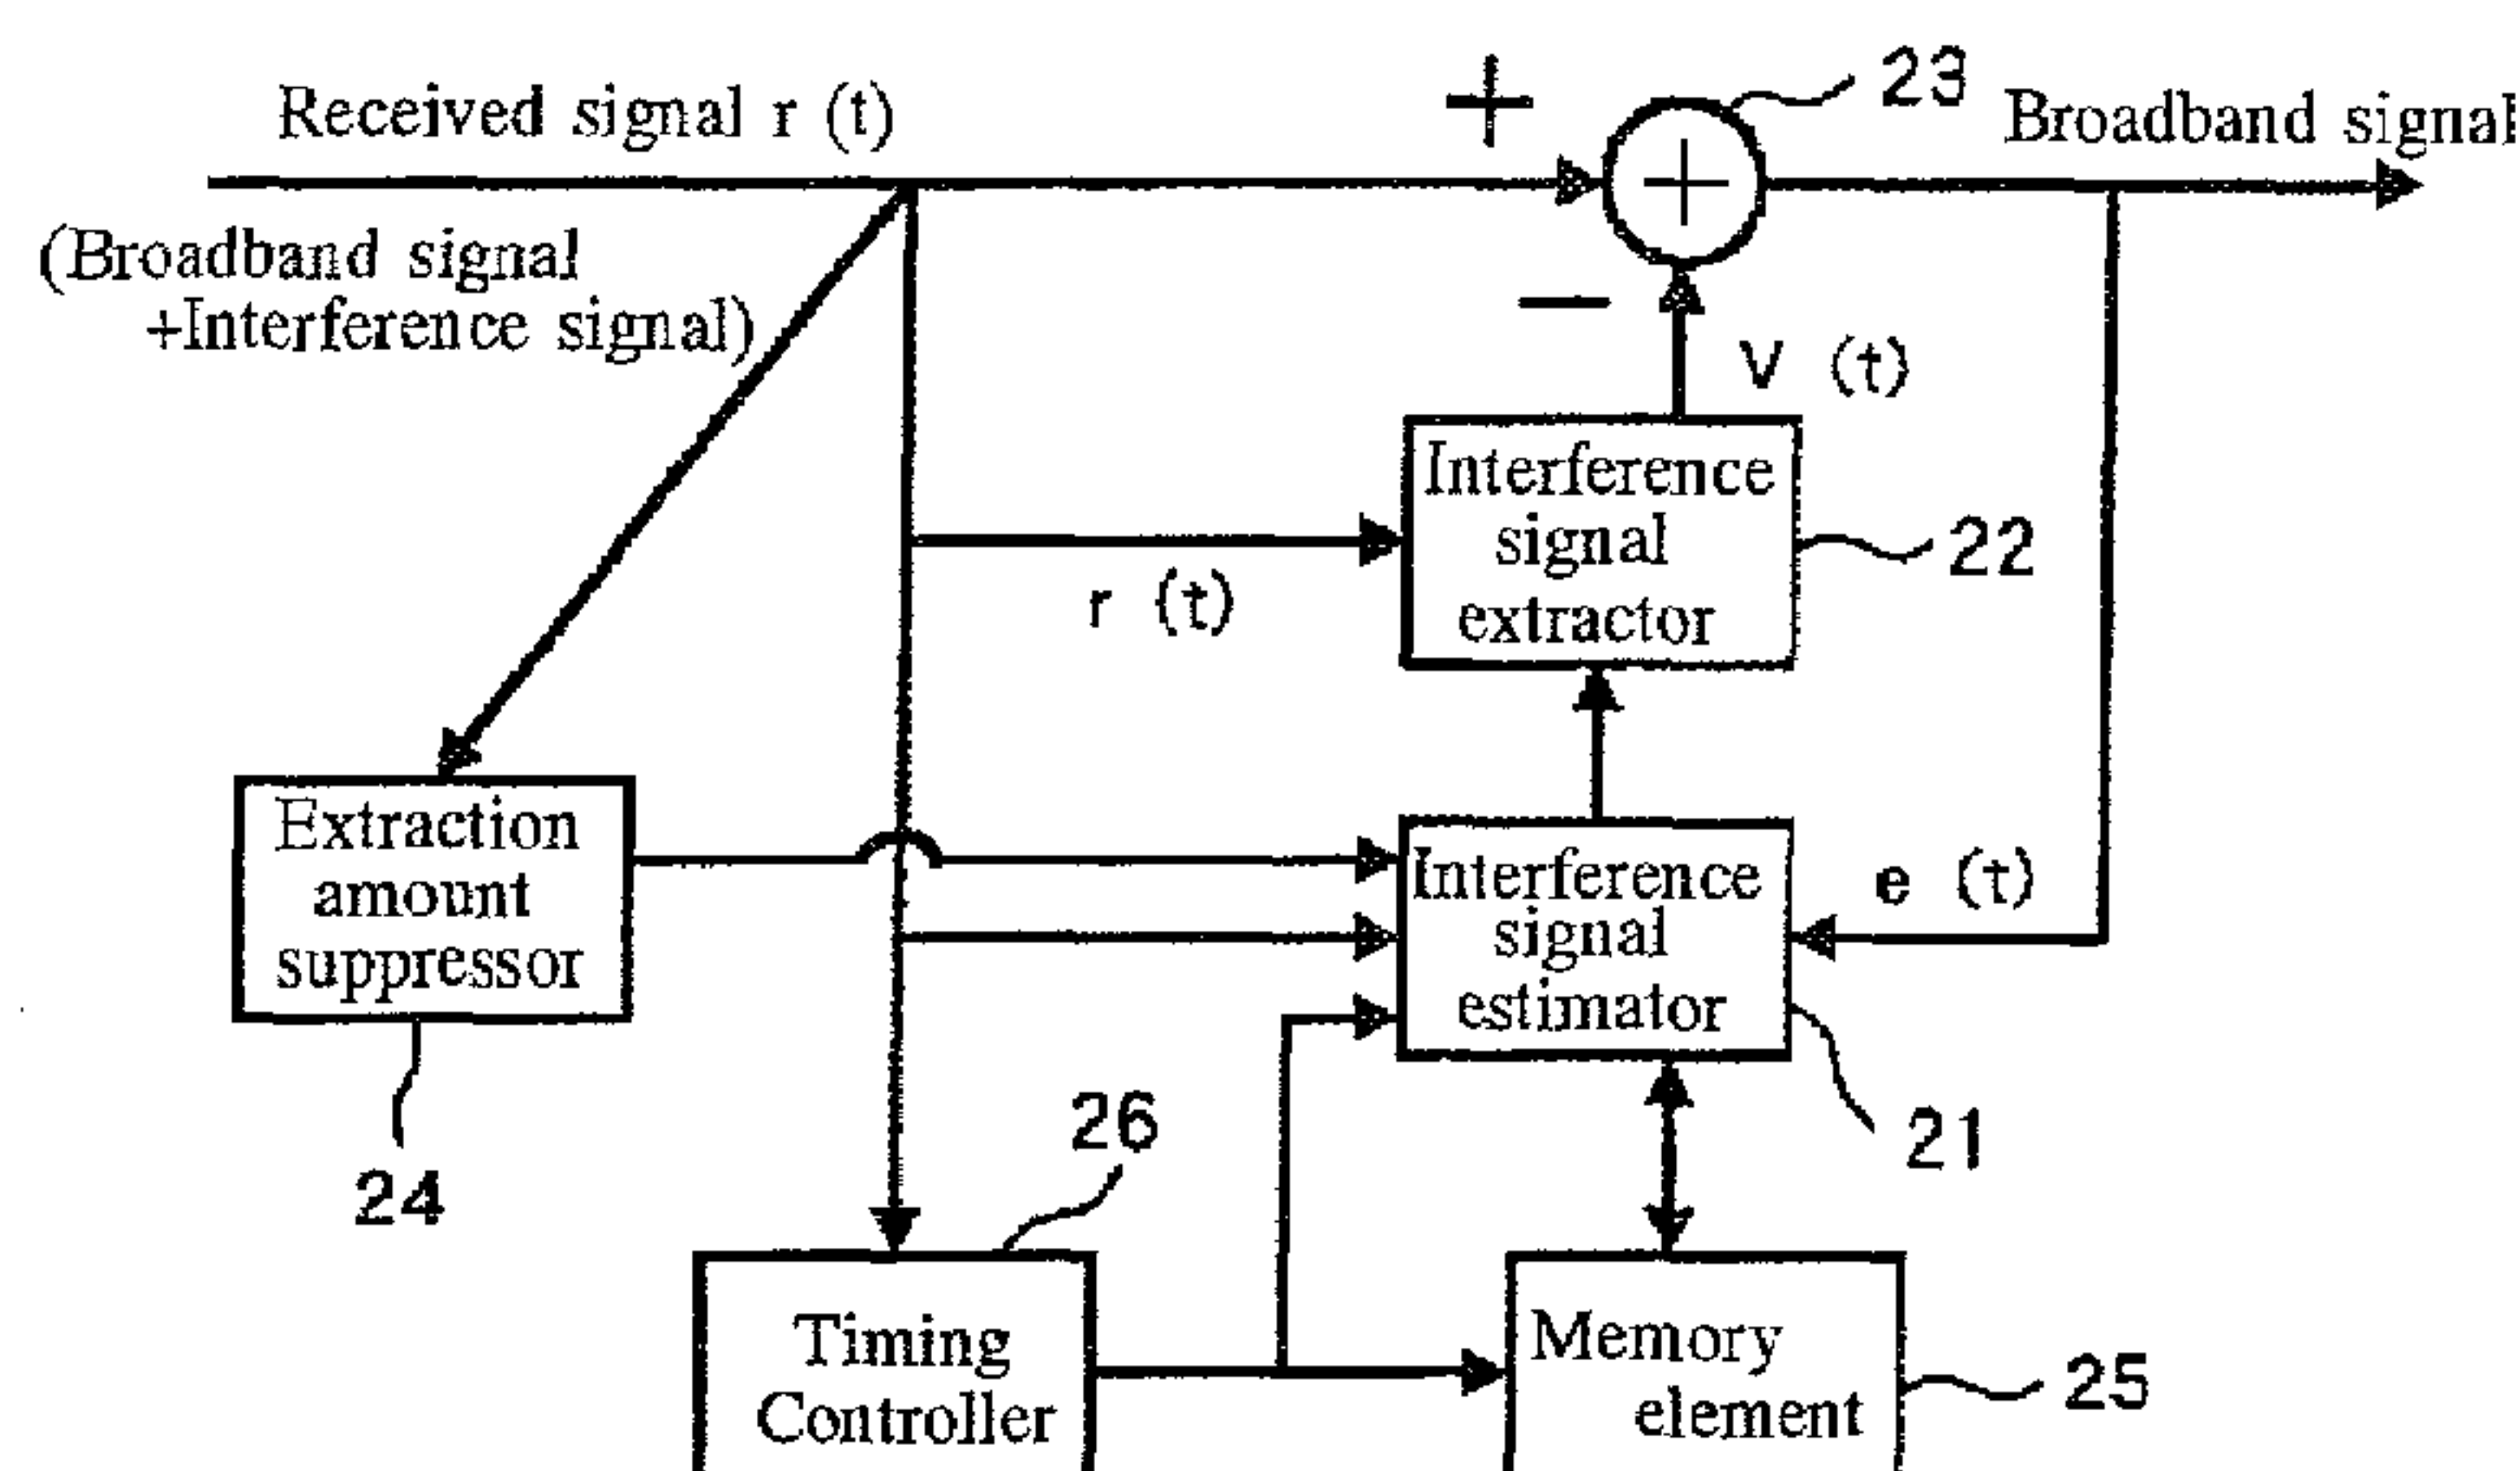 Received signal r (t)
(Broadband signal
+Interference signal)
+
23
Broadband signal
+
−
V (t)
Interference
signal
extractor
22
r (t)
Extraction
amount
suppressor
24
Interference
signal
estimator
e (t)
21
26
Timing
Controller
Memory
element
25